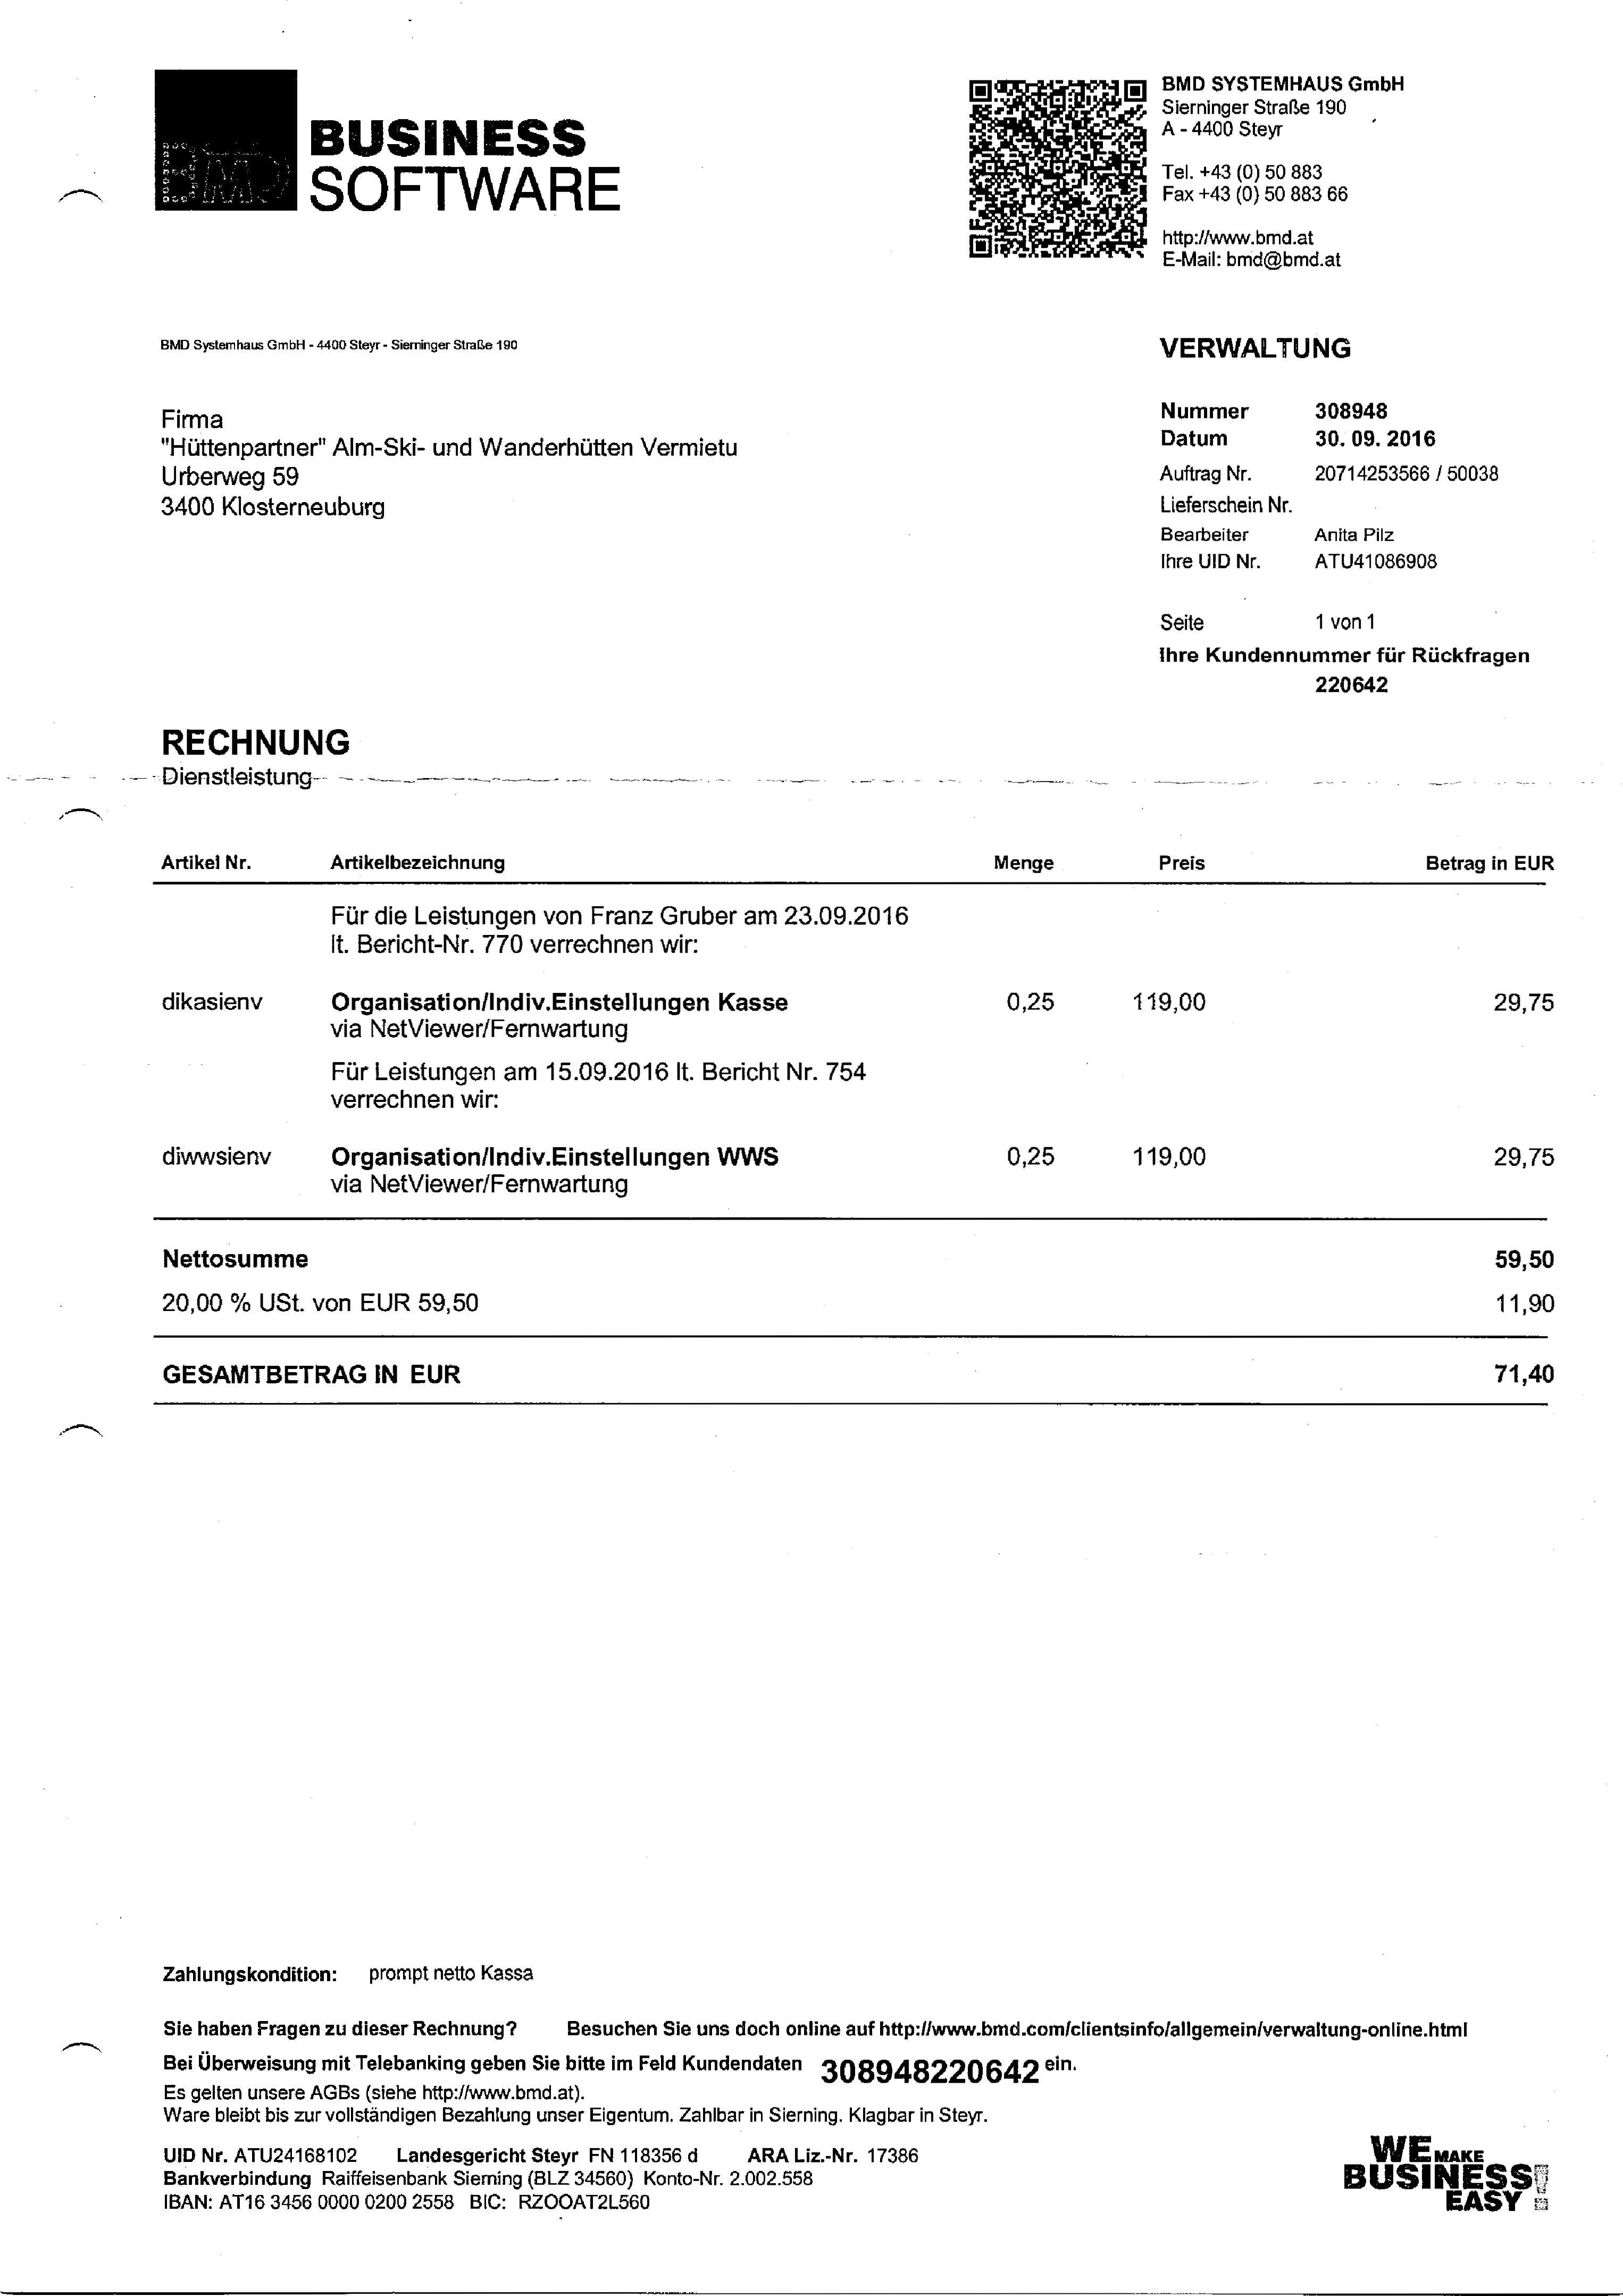 BMD BUSINESS
SOFTWARE
BMD SYSTEMHAUS GmbH
Sierninger Straße 190
A - 4400 Steyr
Tel. +43 (0) 50 883
Fax +43 (0) 50 883 66
http://www.bmd.at
E-Mail: bmd@bmd.at
BMD Systemhaus GmbH - 4400 Steyr - Sierninger Straße 190
VERWALTUNG
Firma
"Hüttenpartner" Alm-Ski- und Wanderhütten Vermietu
Urberweg 59
3400 Klosterneuburg
Nummer 308948
Datum 30. 09. 2016
Auftrag Nr. 20714253566 / 50038
Lieferschein Nr.
Bearbeiter Anita Pilz
Ihre UID Nr. ATU41086908
Seite 1 von 1
Ihre Kundennummer für Rückfragen
220642
RECHNUNG
Dienstleistung
Artikel Nr. Artikelbezeichnung Menge Preis Betrag in EUR
Für die Leistungen von Franz Gruber am 23.09.2016
lt. Bericht-Nr. 770 verrechnen wir:
dikasienv Organisation/Indiv.Einstellungen Kasse 0,25 119,00 29,75
via NetViewer/Fernwartung
Für Leistungen am 15.09.2016 lt. Bericht Nr. 754
verrechnen wir:
diwwsienv Organisation/Indiv.Einstellungen WWS 0,25 119,00 29,75
via NetViewer/Fernwartung
Nettosumme 59,50
20,00 % USt. von EUR 59,50 11,90
GESAMTBETRAG IN EUR 71,40
Zahlungskondition: prompt netto Kassa
Sie haben Fragen zu dieser Rechnung? Besuchen Sie uns doch online auf http://www.bmd.com/clientsinfo/allgemein/verwaltung-online.html
Bei Überweisung mit Telebanking geben Sie bitte im Feld Kundendaten 308948220642 ein.
Es gelten unsere AGBs (siehe http://www.bmd.at).
Ware bleibt bis zur vollständigen Bezahlung unser Eigentum. Zahlbar in Sierning. Klagbar in Steyr.
UID Nr. ATU24168102 Landesgericht Steyr FN 118356 d ARA Liz.-Nr. 17386
Bankverbindung Raiffeisenbank Sierning (BLZ 34560) Konto-Nr. 2.002.558
IBAN: AT16 3456 0000 0200 2558 BIC: RZOOAT2L560
WE MAKE
BUSINESS
EASY